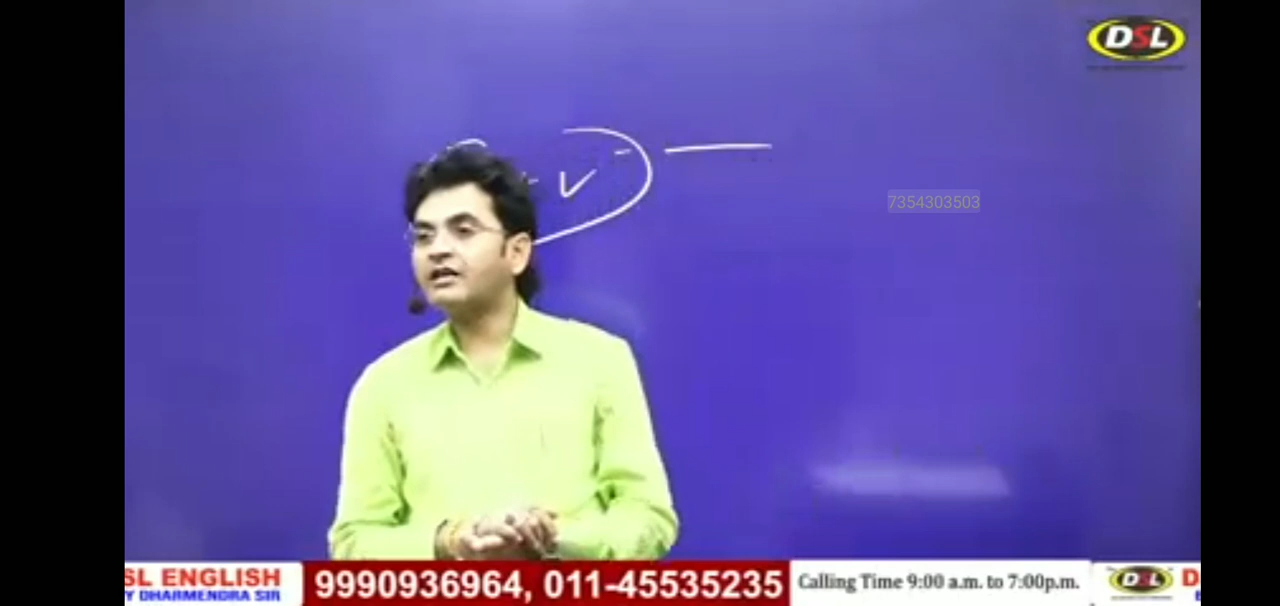 DSL
V
7354303503
SL ENGLISH
Y DHARMENDRA SIR
9990936964, 011-45535235
Calling Time 9:00 a.m. to 7:00p.m.
DSL
D